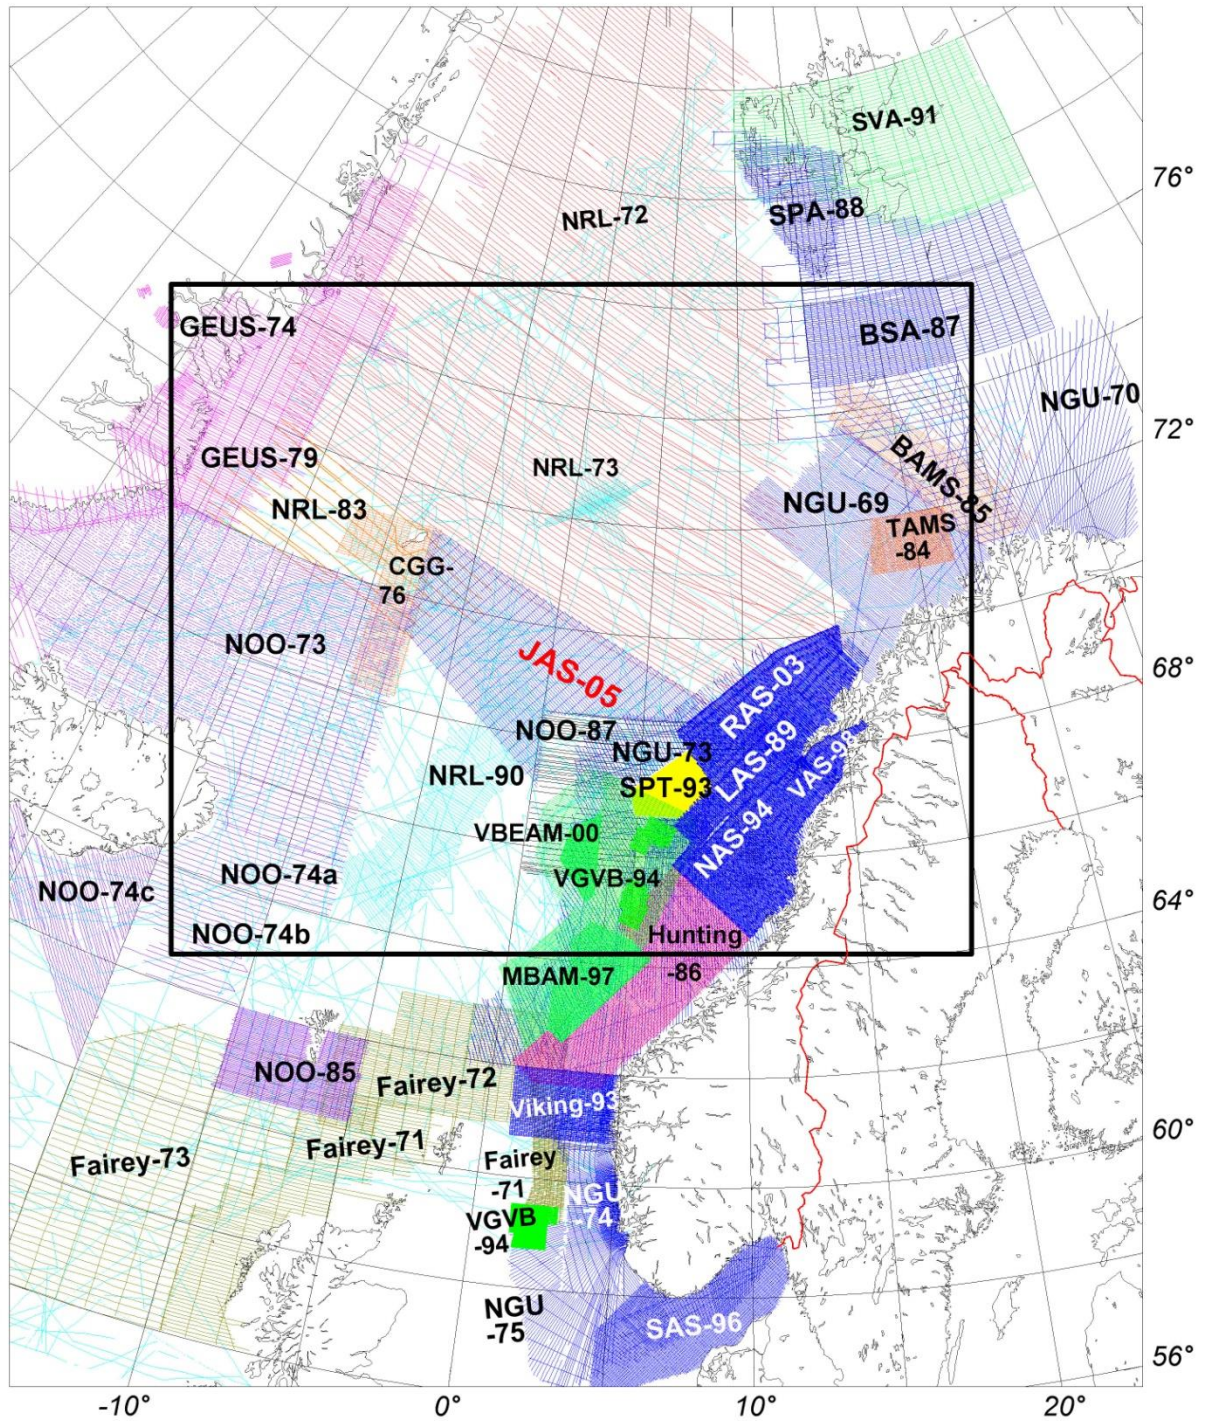 SVA-91
76°
SPA-88
NRL-72
GEUS-74
BSA-87
NGU-70
72°
GEUS-79
NRL-73
BAMS-85
NRL-83
NGU-69
TAMS
-84
CGG-
76
NOO-73
JAS-05
RAS-03
68°
NOO-87
NGU-73
LAS-89
VAS-98
NRL-90
SPT-93
VBEAM-00
NAS-94
NOO-74c
NOO-74a
VGVB-94
64°
NOO-74b
Hunting
-86
MBAM-97
NOO-85
Fairey-72
Viking-93
60°
Fairey-73
Fairey-71
Fairey
-71
NGU
-74
VGVB
-94
NGU
-75
SAS-96
56°
-10°
0°
10°
20°